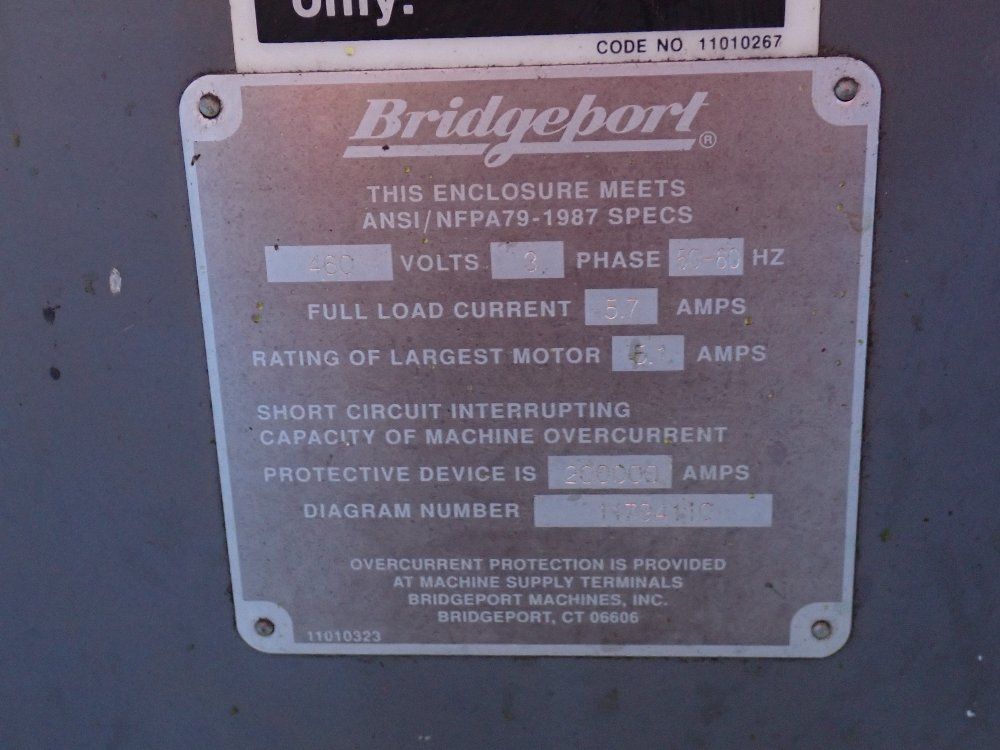 only.
CODE NO. 11010267
Bridgeport ®
THIS ENCLOSURE MEETS
ANSI/NFPA79-1987 SPECS
460 VOLTS 3 PHASE 50-60 HZ
FULL LOAD CURRENT 5.7 AMPS
RATING OF LARGEST MOTOR 5.1 AMPS
SHORT CIRCUIT INTERRUPTING
CAPACITY OF MACHINE OVERCURRENT
PROTECTIVE DEVICE IS 200000 AMPS
DIAGRAM NUMBER
OVERCURRENT PROTECTION IS PROVIDED
AT MACHINE SUPPLY TERMINALS
BRIDGEPORT MACHINES, INC.
BRIDGEPORT, CT 06606
11010323